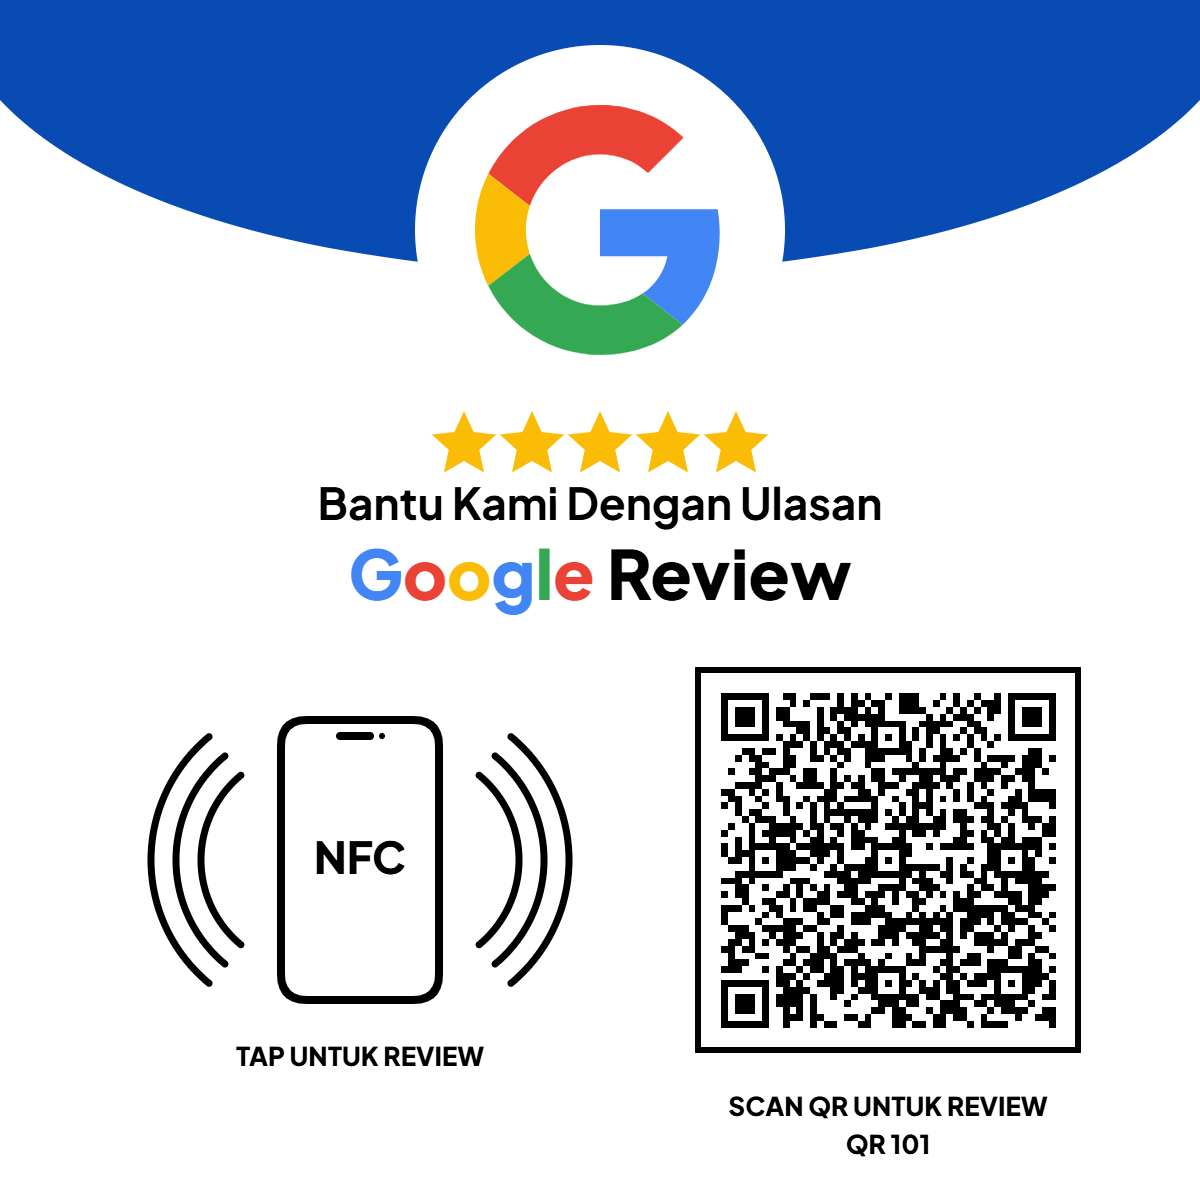 Bantu Kami Dengan Ulasan
Google Review
NFC
TAP UNTUK REVIEW
SCAN QR UNTUK REVIEW
QR 101